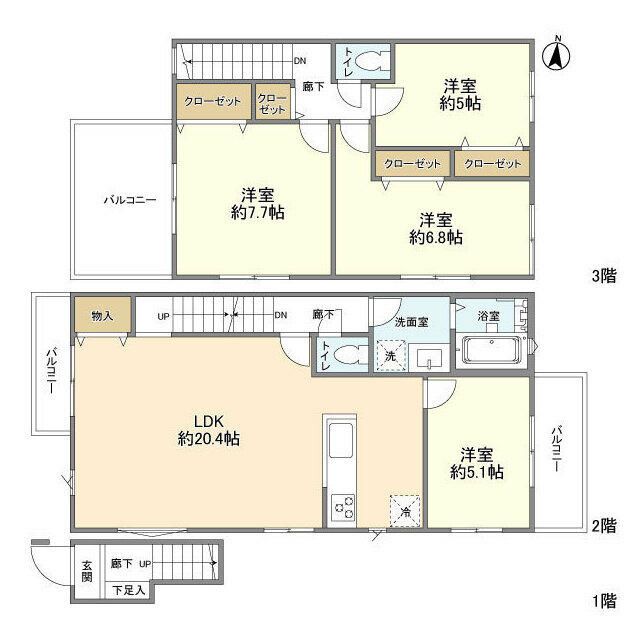 N
DN
トイレ
廊下
洋室
約5帖
クローゼット
クローゼット
クローゼット
クローゼット
バルコニー
洋室
約7.7帖
洋室
約6.8帖
3階
物入
UP
DN
廊下
洗面室
浴室
トイレ
洗
バルコニー
LDK
約20.4帖
洋室
約5.1帖
バルコニー
冷
2階
玄関
廊下
UP
下足入
1階